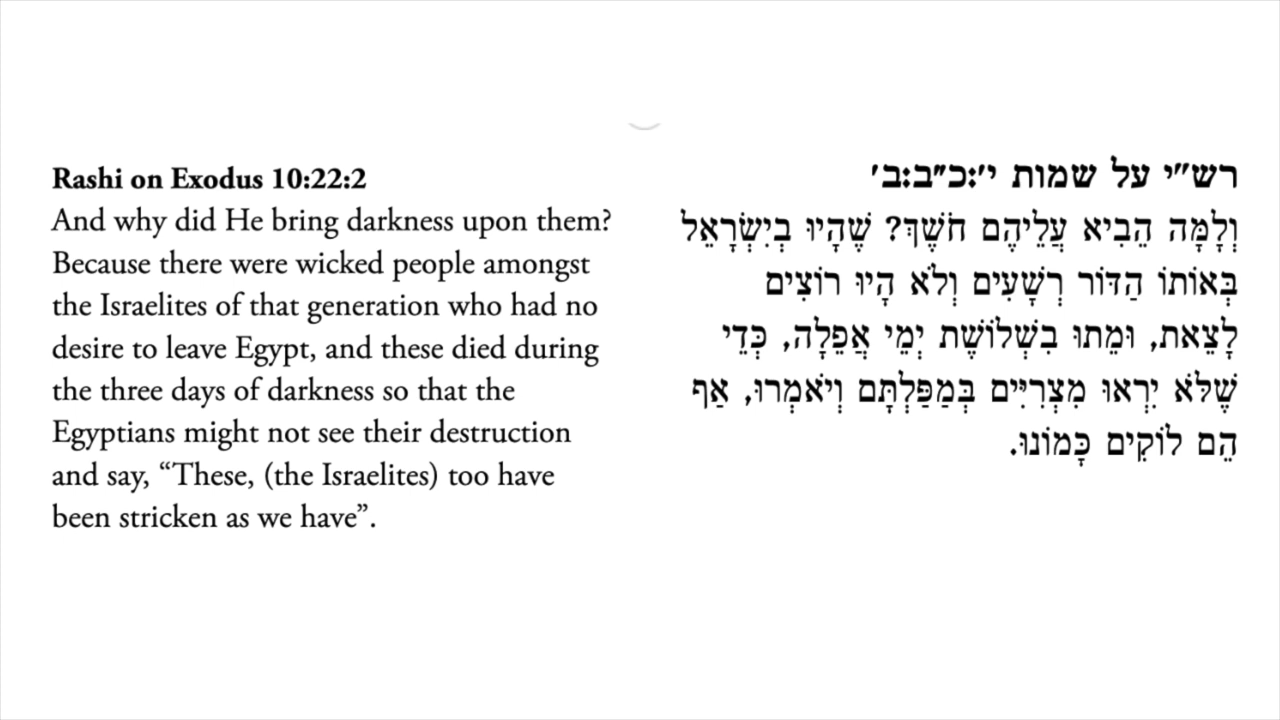 Rashi on Exodus 10:22:2
And why did He bring darkness upon them?
Because there were wicked people amongst
the Israelites of that generation who had no
desire to leave Egypt, and these died during
the three days of darkness so that the
Egyptians might not see their destruction
and say, “These, (the Israelites) too have
been stricken as we have”.
רש״י על שמות י׳:כ״ב:ב׳
וְלָמָּה הֵבִיא עֲלֵיהֶם חֹשֶׁךְ? שֶׁהָיוּ בְיִשְׂרָאֵל
בְּאוֹתוֹ הַדּוֹר רְשָׁעִים וְלֹא הָיוּ רוֹצִים
לָצֵאת, וּמֵתוּ בִשְׁלוֹשֶׁת יְמֵי אֲפֵלָה, כְּדֵי
שֶׁלֹּא יִרְאוּ מִצְרִיִּים בְּמַפַּלְתָּם וְיֹאמְרוּ, אַף
הֵם לוֹקִים כָּמוֹנוּ.